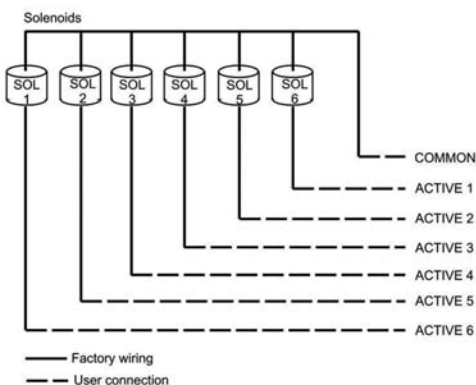 Solenoids
SOL SOL SOL SOL SOL SOL
1 2 3 4 5 6
COMMON
ACTIVE 1
ACTIVE 2
ACTIVE 3
ACTIVE 4
ACTIVE 5
ACTIVE 6
Factory wiring
User connection